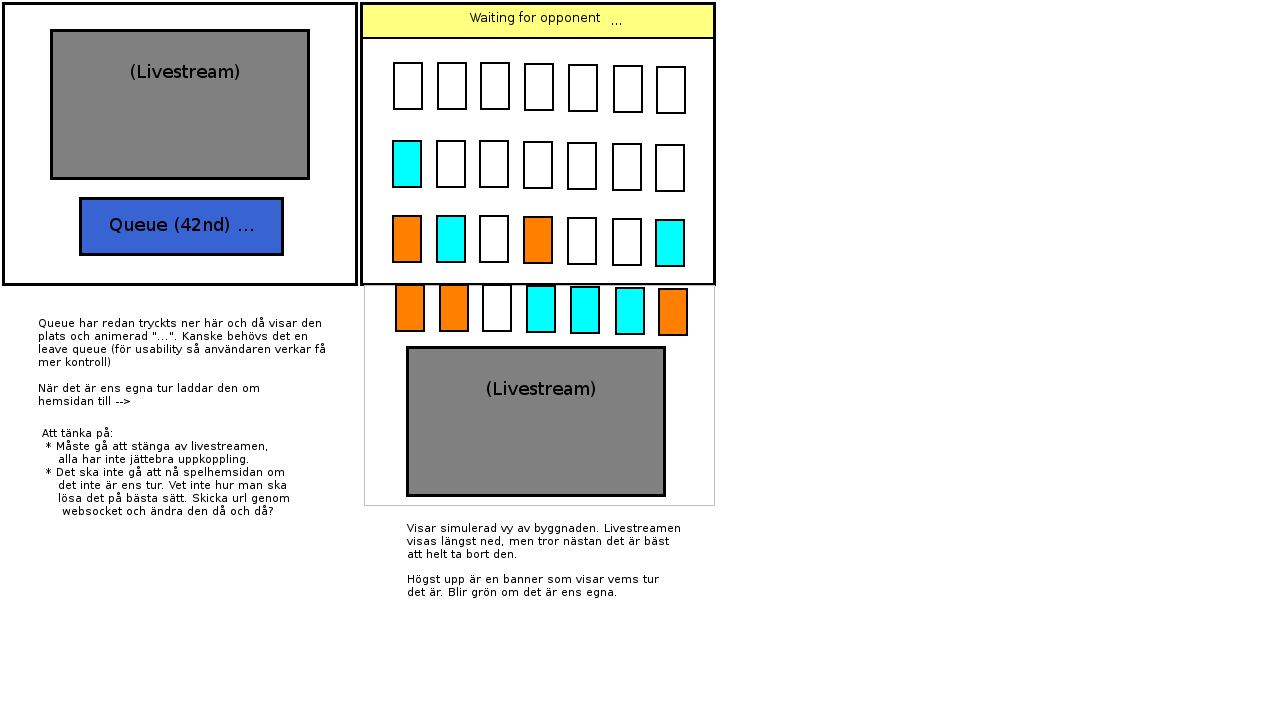 (Livestream)
Queue (42nd) ...
Queue har redan tryckts ner här och då visar den
plats och animerad "...". Kanske behövs det en
leave queue (för usability så användaren verkar få
mer kontroll)
När det är ens egna tur laddar den om
hemsidan till -->
Att tänka på:
* Måste gå att stänga av livestreamen,
alla har inte jättebra uppkoppling.
* Det ska inte gå att nå spelhemsidan om
det inte är ens tur. Vet inte hur man ska
lösa det på bästa sätt. Skicka url genom
websocket och ändra den då och då?
Waiting for opponent ...
(Livestream)
Visar simulerad vy av byggnaden. Livestreamen
visas längst ned, men tror nästan det är bäst
att helt ta bort den.
Högst upp är en banner som visar vems tur
det är. Blir grön om det är ens egna.